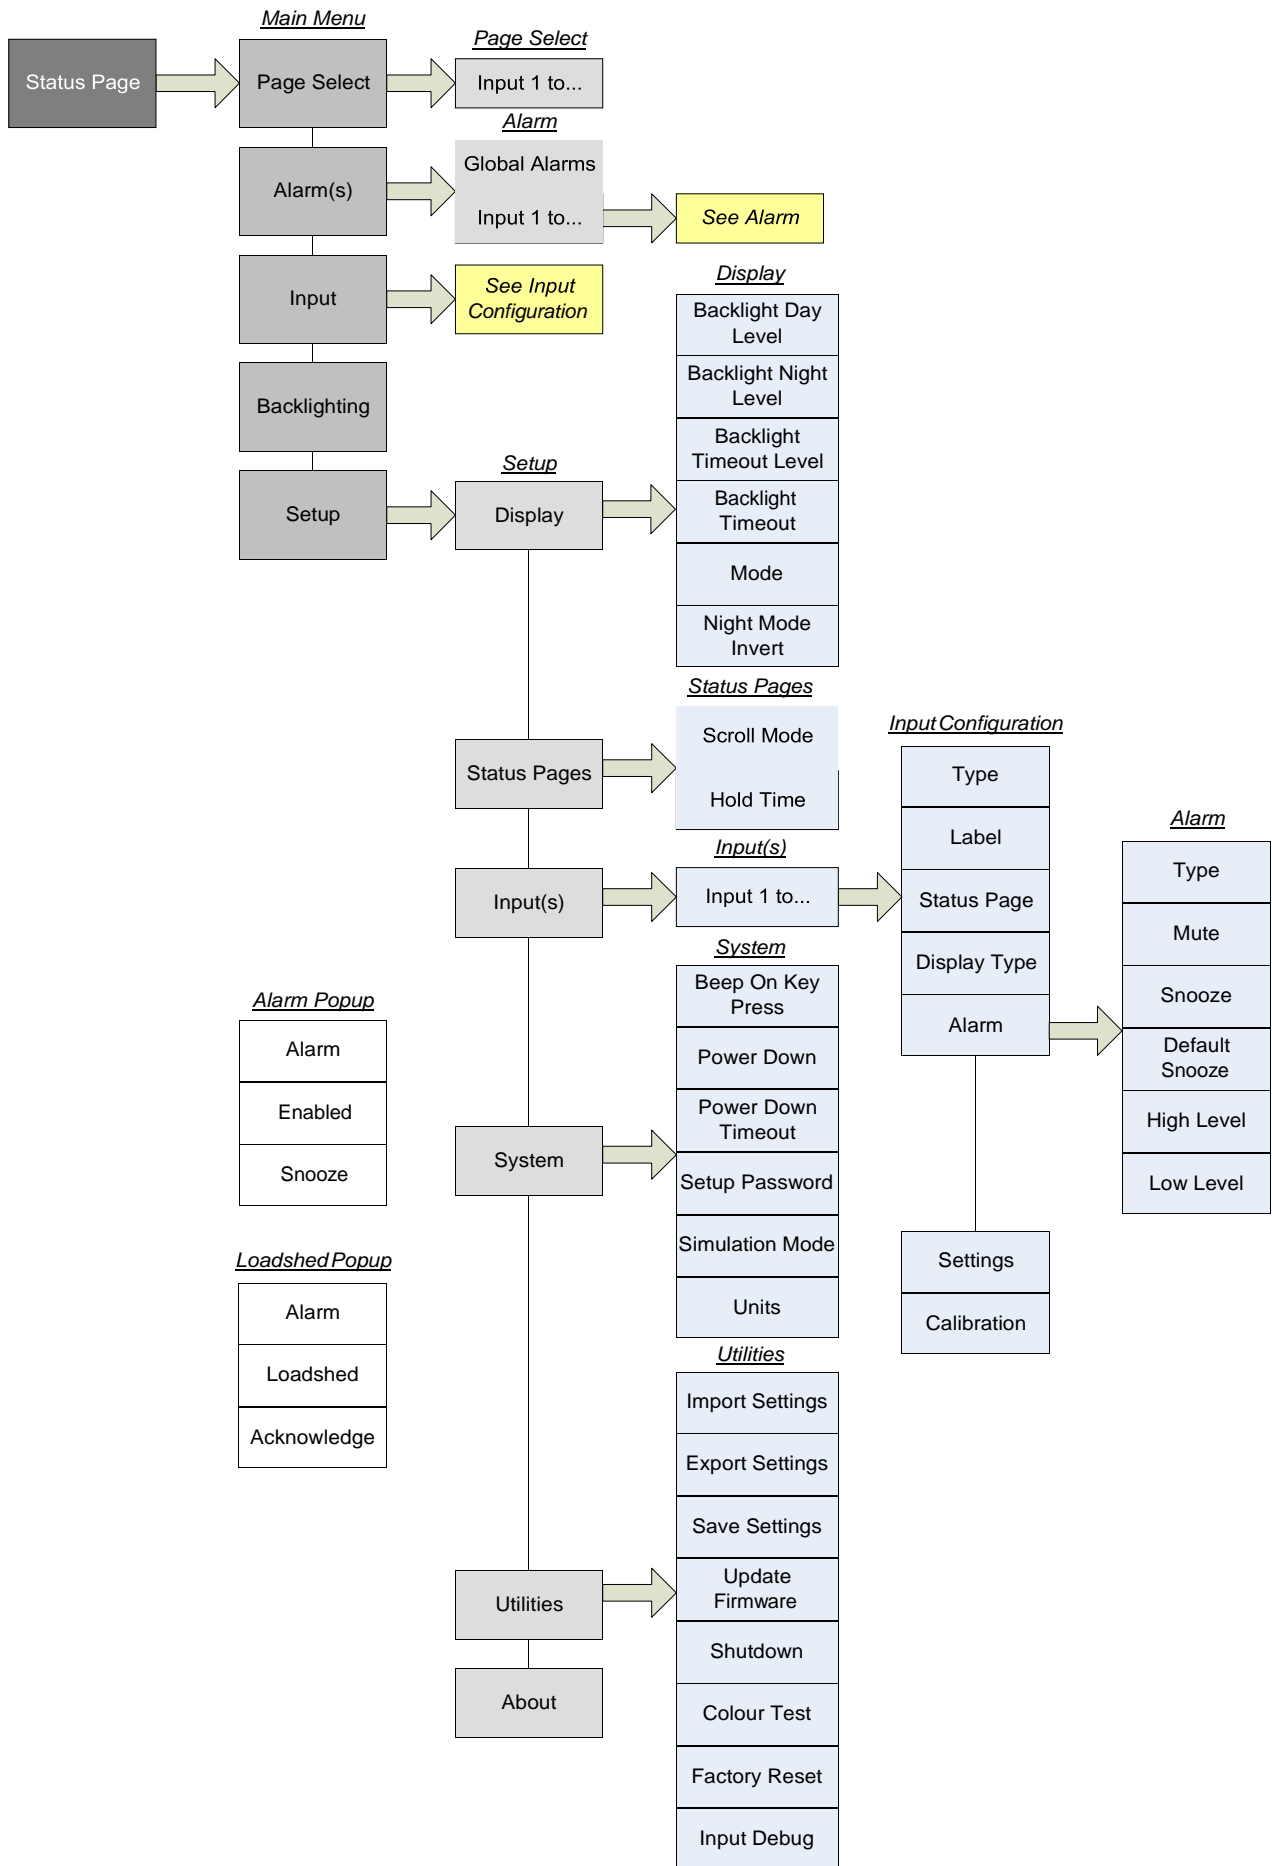 Main Menu
Status Page
Page Select
Page Select
Input 1 to...
Alarm(s)
Alarm
Global Alarms
Input 1 to...
See Alarm
Input
See Input
Configuration
Backlighting
Setup
Setup
Display
Display
Backlight Day
Level
Backlight Night
Level
Backlight
Timeout Level
Backlight
Timeout
Mode
Night Mode
Invert
Status Pages
Status Pages
Scroll Mode
Hold Time
Input(s)
Input(s)
Input 1 to...
Input Configuration
Type
Label
Status Page
Display Type
Alarm
Settings
Calibration
Alarm
Type
Mute
Snooze
Default
Snooze
High Level
Low Level
System
System
Beep On Key
Press
Power Down
Power Down
Timeout
Setup Password
Simulation Mode
Units
Alarm Popup
Alarm
Enabled
Snooze
Loadshed Popup
Alarm
Loadshed
Acknowledge
Utilities
Utilities
Import Settings
Export Settings
Save Settings
Update
Firmware
Shutdown
Colour Test
Factory Reset
Input Debug
About